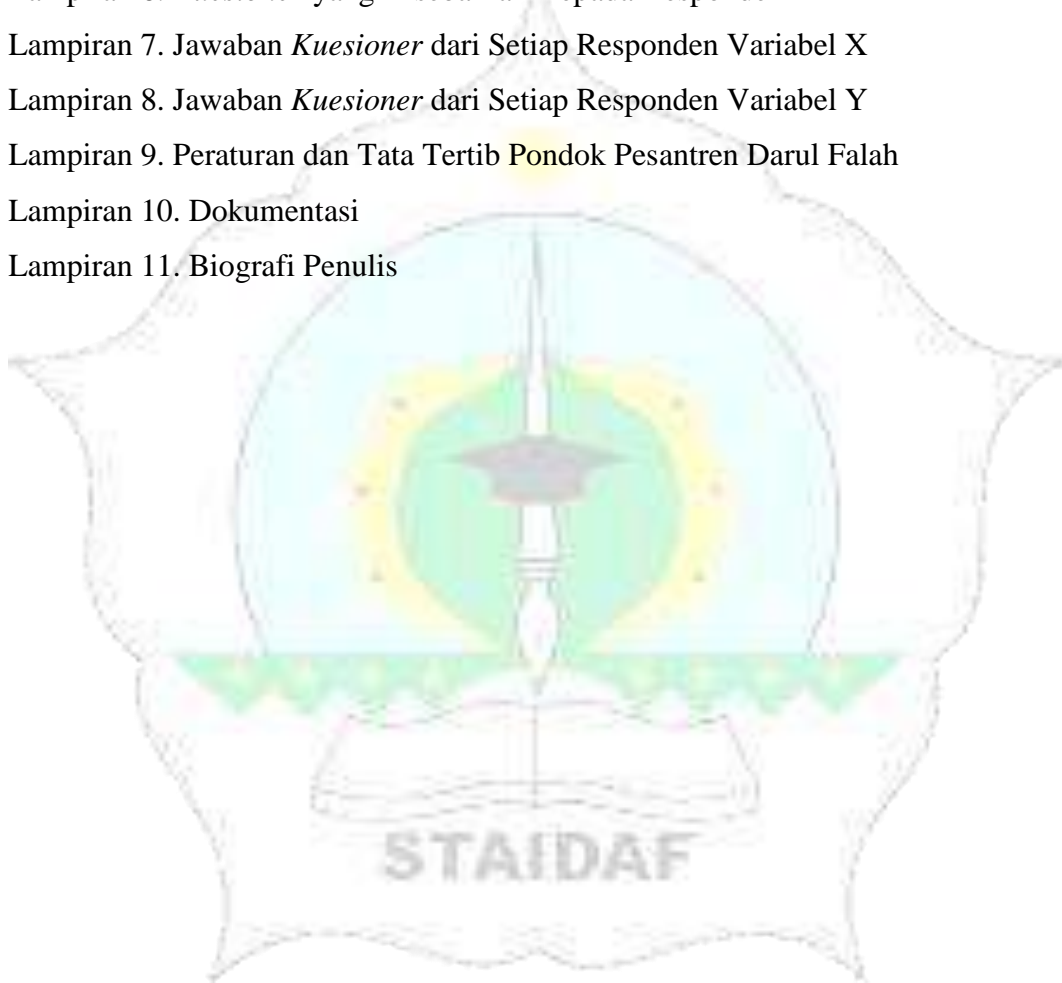 Lampiran 7. Jawaban Kuesioner dari Setiap Responden Variabel X
Lampiran 8. Jawaban Kuesioner dari Setiap Responden Variabel Y
Lampiran 9. Peraturan dan Tata Tertib Pondok Pesantren Darul Falah
Lampiran 10. Dokumentasi
Lampiran 11. Biografi Penulis
STAIDAF